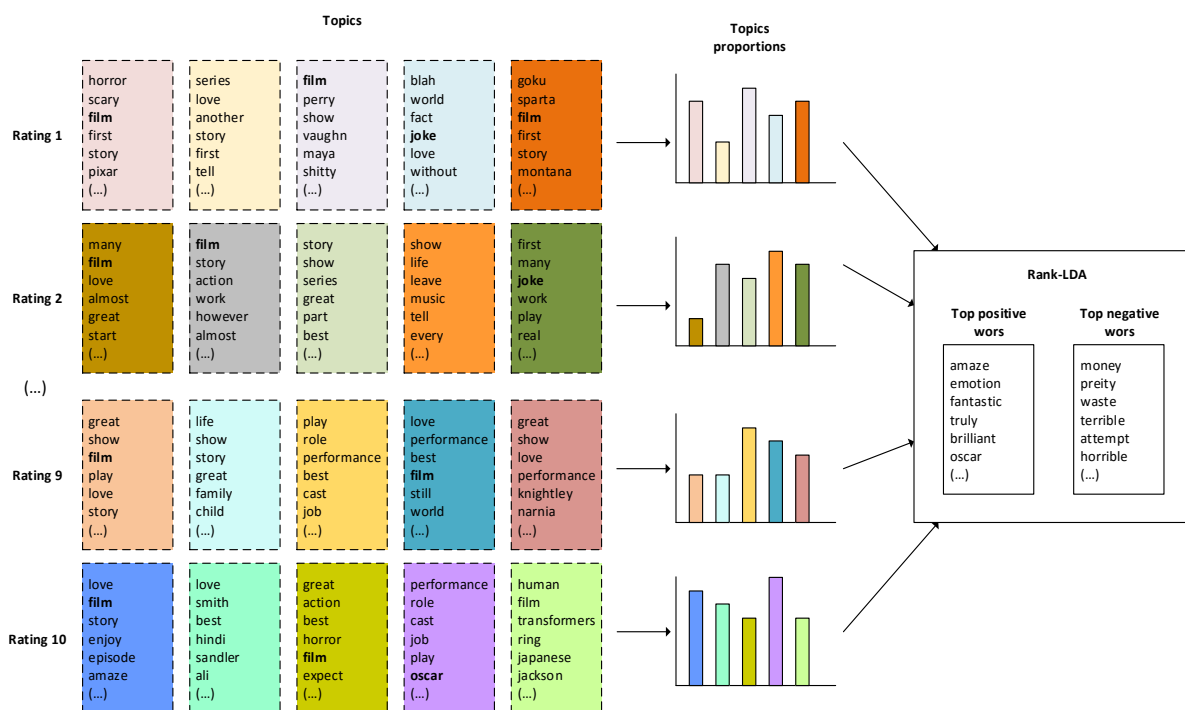 Topics
Topics
proportions
Rating 1
horror
scary
film
first
story
pixar
(...)
series
love
another
story
first
tell
(...)
film
perry
show
vaughn
maya
shitty
(...)
blah
world
fact
joke
love
without
(...)
goku
sparta
film
first
story
montana
(...)
Rating 2
many
film
love
almost
great
start
(...)
film
story
action
work
however
almost
(...)
story
show
series
great
part
best
(...)
show
life
leave
music
tell
every
(...)
first
many
joke
work
play
real
(...)
(...)
Rating 9
great
show
film
play
love
story
(...)
life
show
story
great
family
child
(...)
play
role
performance
best
cast
job
(...)
love
performance
best
film
still
world
(...)
great
show
love
performance
knightley
narnia
(...)
Rating 10
love
film
story
enjoy
episode
amaze
(...)
love
smith
best
hindi
sandler
ali
(...)
great
action
best
horror
film
expect
(...)
performance
role
cast
job
play
oscar
(...)
human
film
transformers
ring
japanese
jackson
(...)
Rank-LDA
Top positive
wors
amaze
emotion
fantastic
truly
brilliant
oscar
(...)
Top negative
wors
money
preity
waste
terrible
attempt
horrible
(...)